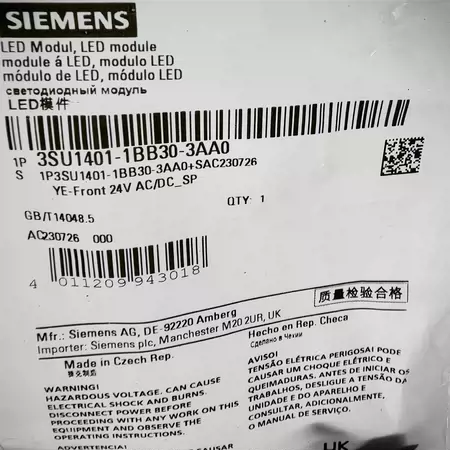 SIEMENS
LED Modul, LED module
module à LED, modulo LED
módulo de LED, módulo LED
светодиодный модуль
LED模件
1P 3SU1401-1BB30-3AA0
S 1P3SU1401-1BB30-3AA0+SAC230726
YE-Front 24V AC/DC_SP
QTY: 1
GB/T14048.5
AC230726 000
4 011209 943018
质量检验合格
Mfr.: Siemens AG, DE-92220 Amberg
Importer: Siemens plc, Manchester M20 2UR, UK
Made in Czech Rep.
Hecho en Rep. Checa
Сделано в Чехии
WARNING!
HAZARDOUS VOLTAGE. CAN CAUSE
ELECTRICAL SHOCK AND BURNS.
DISCONNECT POWER BEFORE
PROCEEDING WITH ANY WORK ON THIS
EQUIPMENT AND OBSERVE THE
OPERATING INSTRUCTIONS.
AVISO!
TENSÃO ELÉTRICA PERIGOSA! PODE
CAUSAR UM CHOQUE ELÉTRICO E
QUEIMADURAS. ANTES DE INICIAR OS
TRABALHOS, DESLIGUE A TENSÃO DA
UNIDADE E DO APARELHO E
CONSULTAR, ADICIONALMENTE,
O MANUAL DE SERVIÇO.
UK